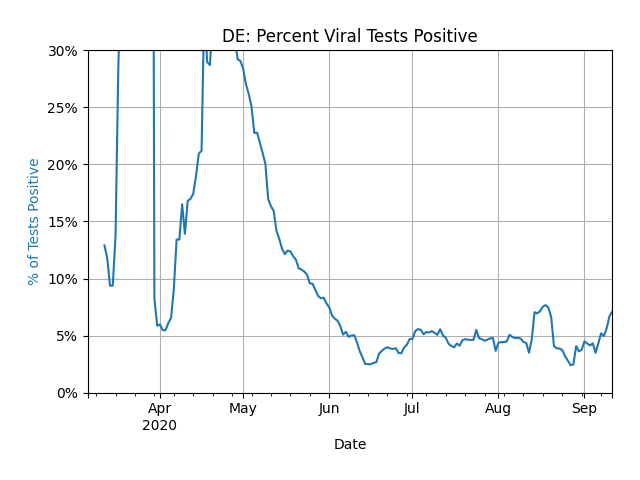 DE: Percent Viral Tests Positive
30%
25%
20%
15%
10%
5%
0%
% of Tests Positive
Apr May Jun Jul Aug Sep
2020
Date